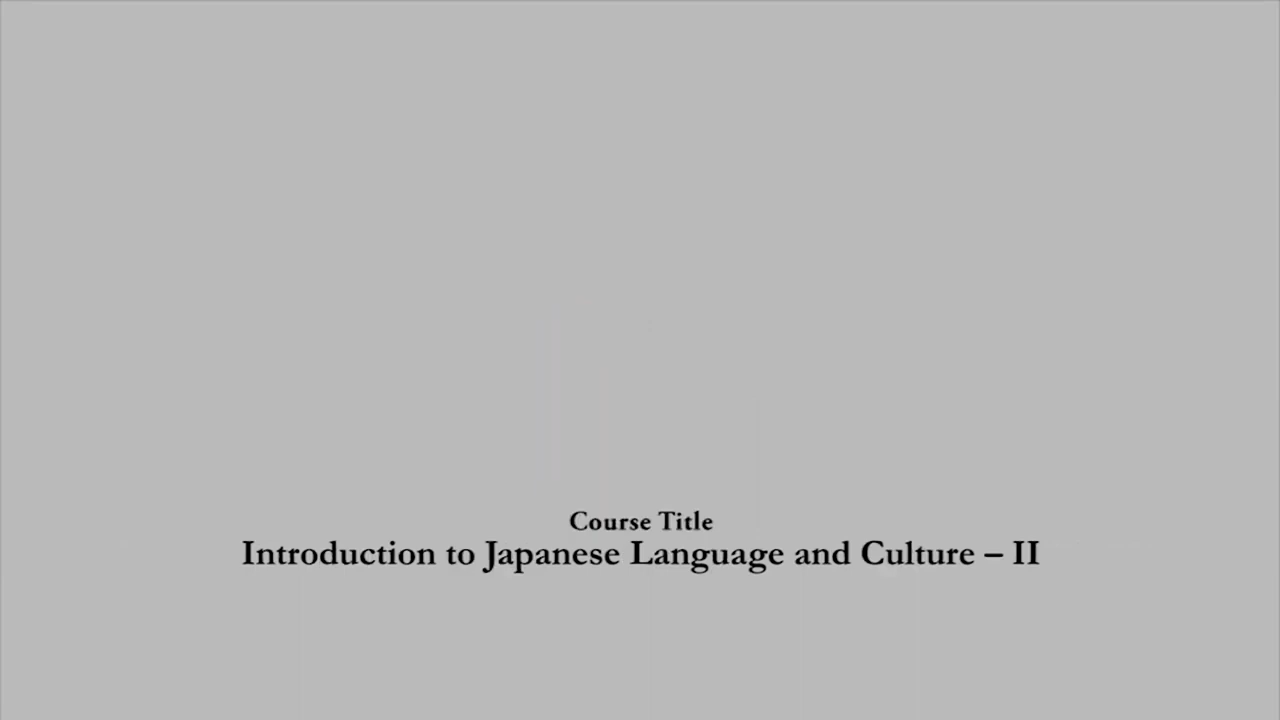 Course Title
Introduction to Japanese Language and Culture – II